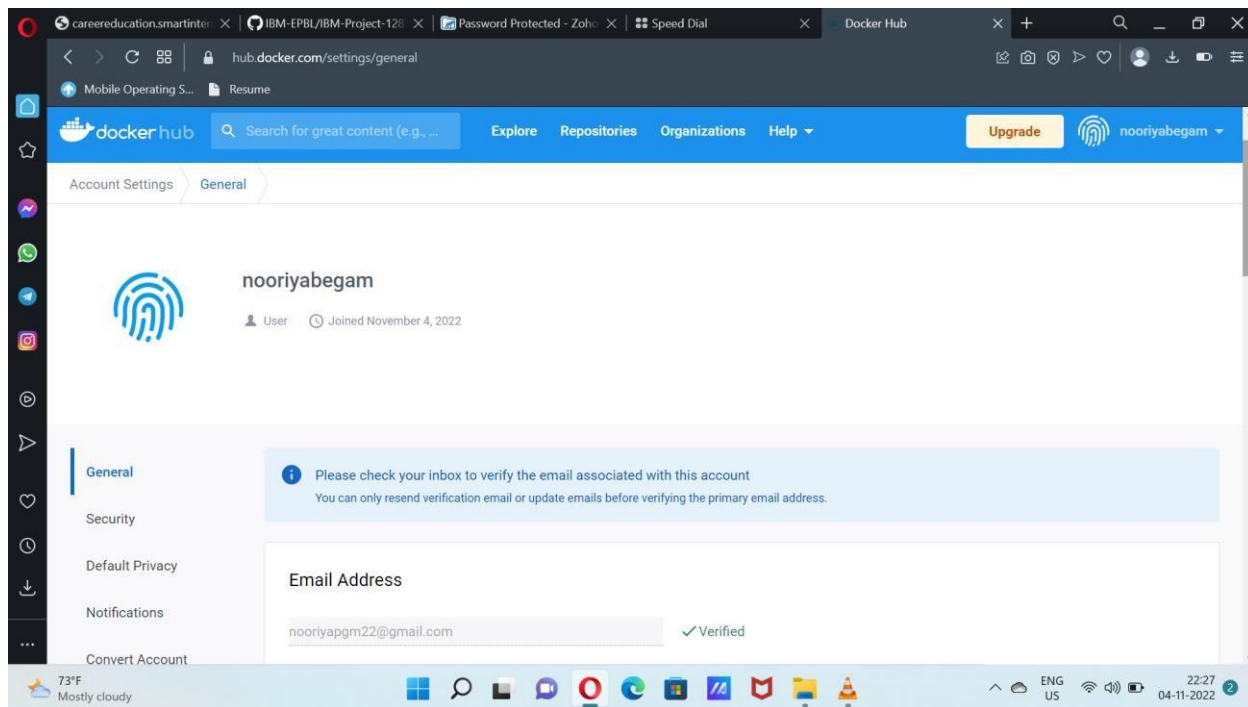 careereducation.smartinter
IBM-EPBL/IBM-Project-128
Password Protected - Zoho
Speed Dial
Docker Hub
hub.docker.com/settings/general
Mobile Operating S...
Resume
docker hub
Search for great content (e.g., ...
Explore
Repositories
Organizations
Help
Upgrade
nooriyabegam
Account Settings
General
nooriyabegam
User
Joined November 4, 2022
General
Security
Default Privacy
Notifications
Convert Account
Please check your inbox to verify the email associated with this account
You can only resend verification email or update emails before verifying the primary email address.
Email Address
nooriyapgm22@gmail.com
Verified
73°F
Mostly cloudy
ENG
US
22:27
04-11-2022
2